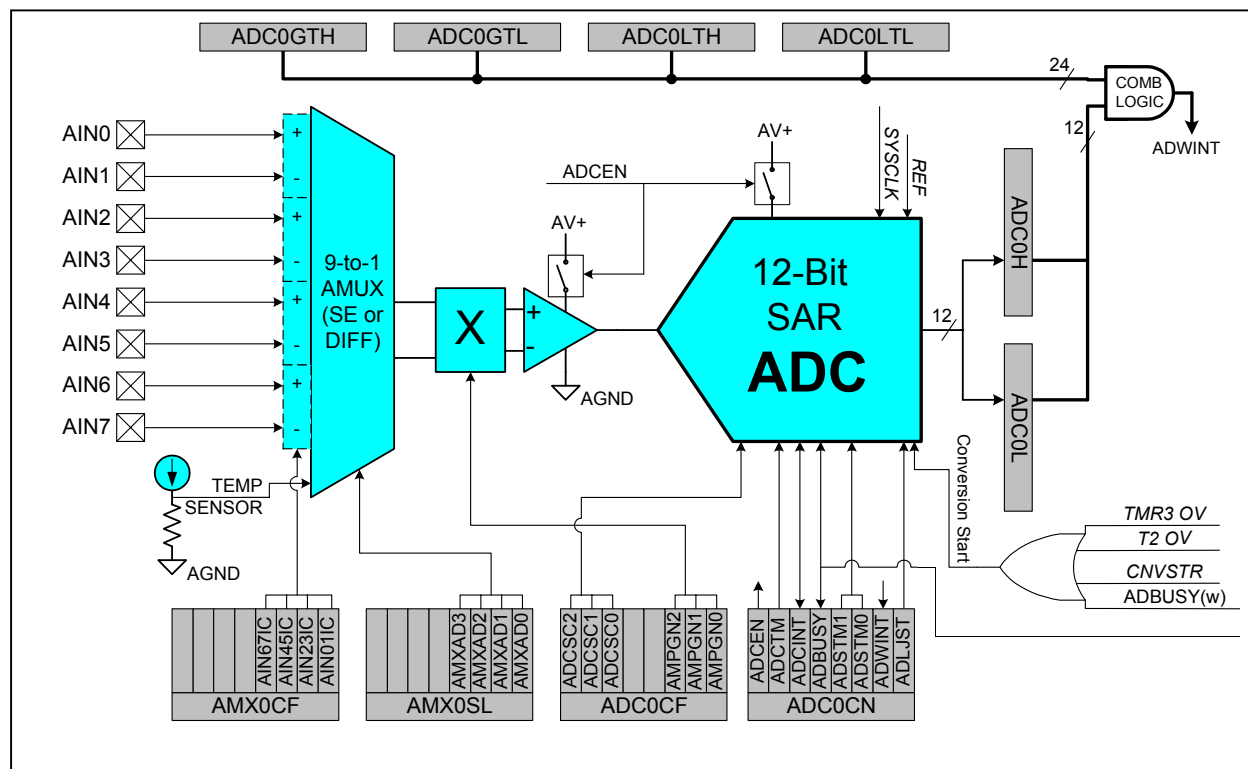 ADC0GTH
ADC0GTL
ADC0LTH
ADC0LTL
24
COMB
LOGIC
12
ADWINT
AIN0
AIN1
AIN2
AIN3
AIN4
AIN5
AIN6
AIN7
+
-
+
-
+
-
+
-
9-to-1
AMUX
(SE or
DIFF)
TEMP
SENSOR
AGND
X
+
-
AV+
AGND
ADCEN
AV+
SYSCLK
REF
12-Bit
SAR
ADC
12
ADC0H
ADC0L
Conversion Start
TMR3 OV
T2 OV
CNVSTR
ADBUSY(w)
AIN67IC
AIN45IC
AIN23IC
AIN01IC
AMX0CF
AMXAD3
AMXAD2
AMXAD1
AMXAD0
AMX0SL
ADCSC2
ADCSC1
ADCSC0
AMPGN2
AMPGN1
AMPGN0
ADC0CF
ADCEN
ADCTM
ADCINT
ADBUSY
ADSTM1
ADSTM0
ADWINT
ADLJST
ADC0CN